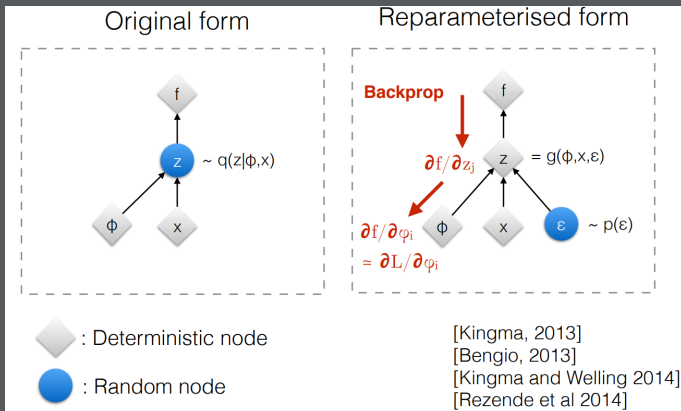 Original form
f
z ~ q(z|ϕ,x)
ϕ x
Reparameterised form
Backprop
f
∂f/∂zj
z = g(ϕ,x,ε)
∂f/∂φi
≃ ∂L/∂φi
ϕ x ε ~ p(ε)
: Deterministic node
: Random node
[Kingma, 2013]
[Bengio, 2013]
[Kingma and Welling 2014]
[Rezende et al 2014]